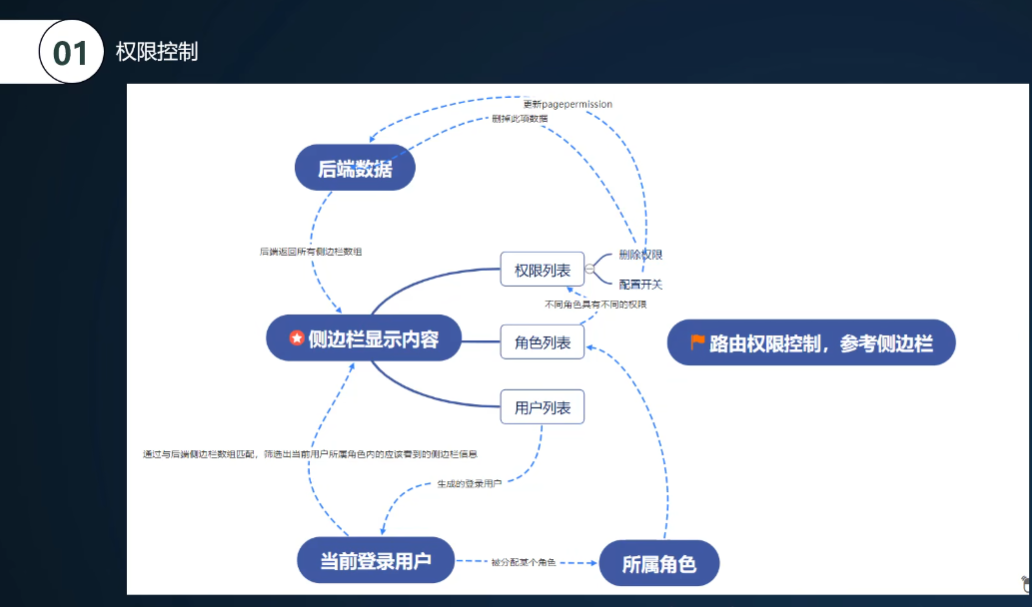 01
权限控制
更新pagepermission
删掉此项数据
后端数据
后端返回所有侧边栏数组
删除权限
权限列表
配置开关
不同角色具有不同的权限
侧边栏显示内容
角色列表
路由权限控制，参考侧边栏
用户列表
通过与后端侧边栏数组匹配，筛选出当前用户所属角色内的应该看到的侧边栏信息
生成的登录用户
当前登录用户
被分配某个角色
所属角色